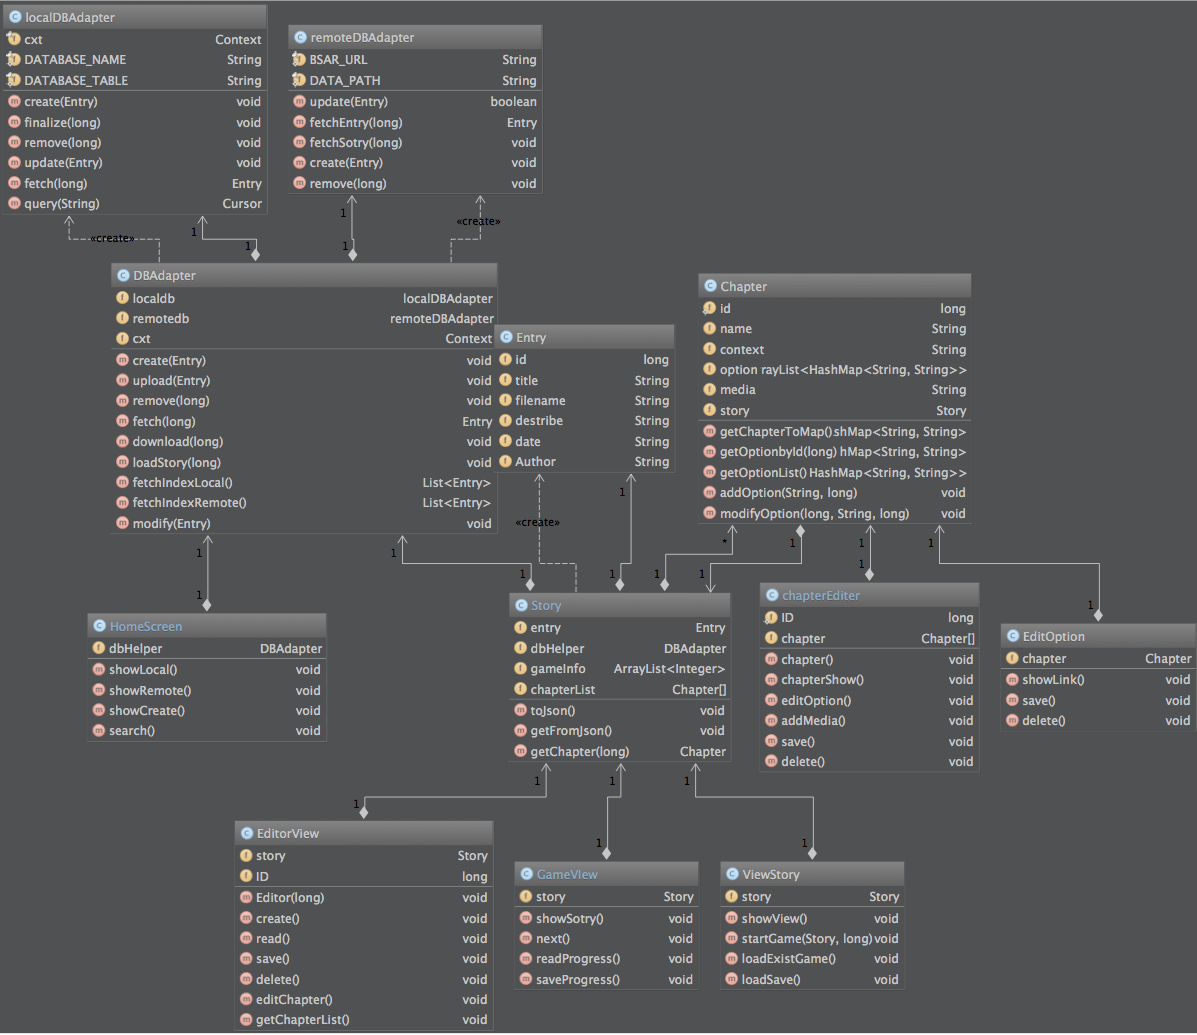 localDBAdapter
cxt Context
DATABASE_NAME String
DATABASE_TABLE String
create(Entry) void
finalize(long) void
remove(long) void
update(Entry) void
fetch(long) Entry
query(String) Cursor
remoteDBAdapter
BSAR_URL String
DATA_PATH String
update(Entry) boolean
fetchEntry(long) Entry
fetchSotry(long) void
create(Entry) void
remove(long) void
«create»
1
1
1
1
«create»
DBAdapter
localdb localDBAdapter
remotedb remoteDBAdapter
cxt Context
create(Entry) void
upload(Entry) void
remove(long) void
fetch(long) Entry
download(long) void
loadStory(long) void
fetchIndexLocal() List<Entry>
fetchIndexRemote() List<Entry>
modify(Entry) void
Entry
id long
title String
filename String
destribe String
date String
Author String
Chapter
id long
name String
context String
option rayList<HashMap<String, String>>
media String
story Story
getChapterToMap() shMap<String, String>
getOptionbyId(long) hMap<String, String>
getOptionList() HashMap<String, String>>
addOption(String, long) void
modifyOption(long, String, long) void
1
1
1
1
«create»
1
1
*
1
1
1
1
1
1
1
HomeScreen
dbHelper DBAdapter
showLocal() void
showRemote() void
showCreate() void
search() void
Story
entry Entry
dbHelper DBAdapter
gameInfo ArrayList<Integer>
chapterList Chapter[]
toJson() void
getFromJson() void
getChapter(long) Chapter
chapterEditer
ID long
chapter Chapter[]
chapter() void
chapterShow() void
editOption() void
addMedia() void
save() void
delete() void
EditOption
chapter Chapter
showLink() void
save() void
delete() void
1
1
1
1
1
1
EditorView
story Story
ID long
Editor(long) void
create() void
read() void
save() void
delete() void
editChapter() void
getChapterList() void
GameView
story Story
showSotry() void
next() void
readProgress() void
saveProgress() void
ViewStory
story Story
showView() void
startGame(Story, long) void
loadExistGame() void
loadSave() void